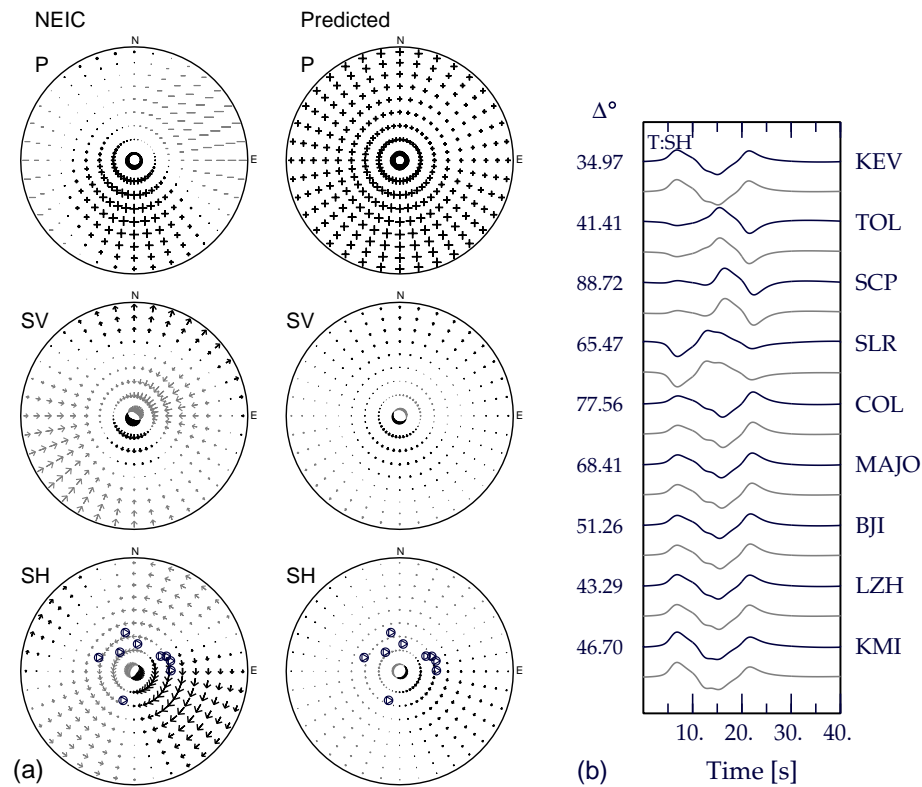 NEIC
Predicted
N
P
E
N
P
E
N
SV
E
N
SV
E
N
SH
E
N
SH
E
(a)
Δ°
T:SH
34.97 KEV
41.41 TOL
88.72 SCP
65.47 SLR
77.56 COL
68.41 MAJO
51.26 BJI
43.29 LZH
46.70 KMI
10. 20. 30. 40.
(b) Time [s]